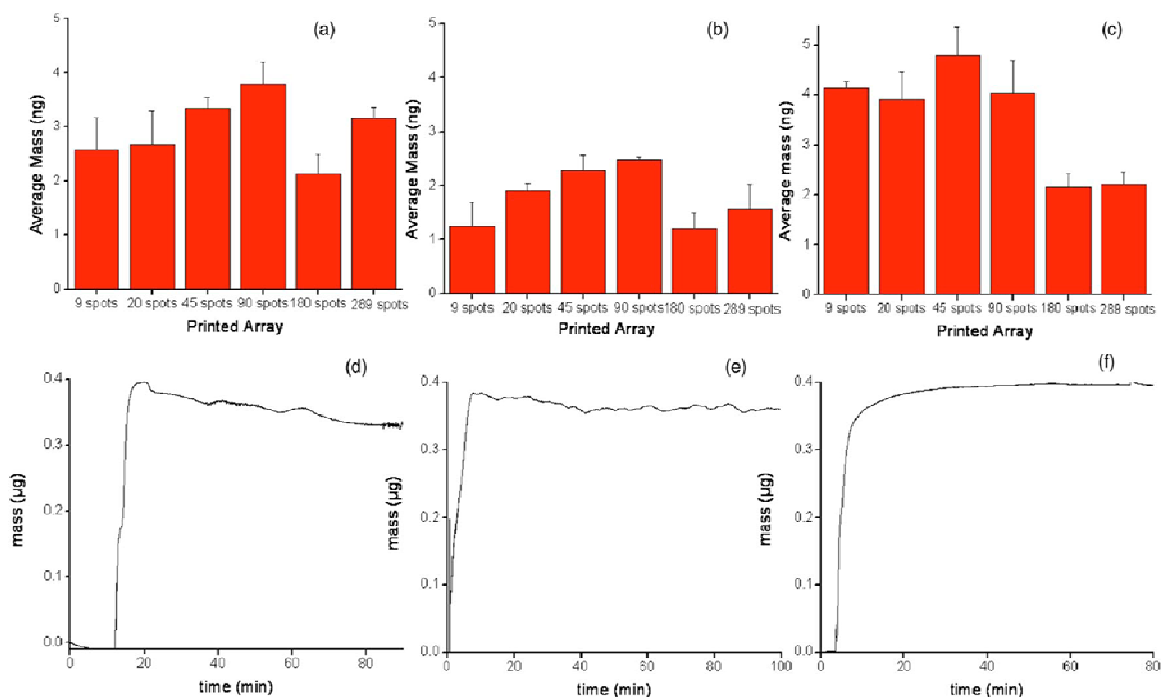 (a)
Average Mass (ng)
5
4
3
2
1
0
9 spots 20 spots 45 spots 90 spots 180 spots 289 spots
Printed Array
(b)
Average Mass (ng)
5
4
3
2
1
0
9 spots 20 spots 45 spots 90 spots 180 spots 289 spots
Printed Array
(c)
Average mass (ng)
5
4
3
2
1
0
9 spots 20 spots 45 spots 90 spots 180 spots 289 spots
Printed Array
(d)
mass (µg)
0.4
0.3
0.2
0.1
0.0
0 20 40 60 80
time (min)
(e)
mass (µg)
0.4
0.3
0.2
0.1
0.0
0 20 40 60 80 100
time (min)
(f)
mass (µg)
0.4
0.3
0.2
0.1
0.0
0 20 40 60 80
time (min)